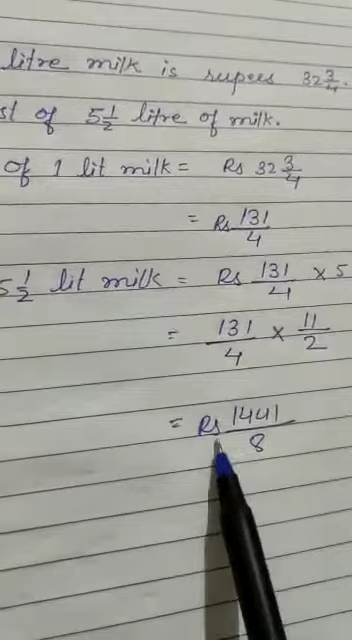 litre milk is rupees 32 3/4.
st of 5 1/2 litre of milk.
of 1 lit milk = Rs 32 3/4
= Rs 131/4
5 1/2 lit milk = Rs 131/4 × 5
= 131/4 × 11/2
= Rs 1441/8